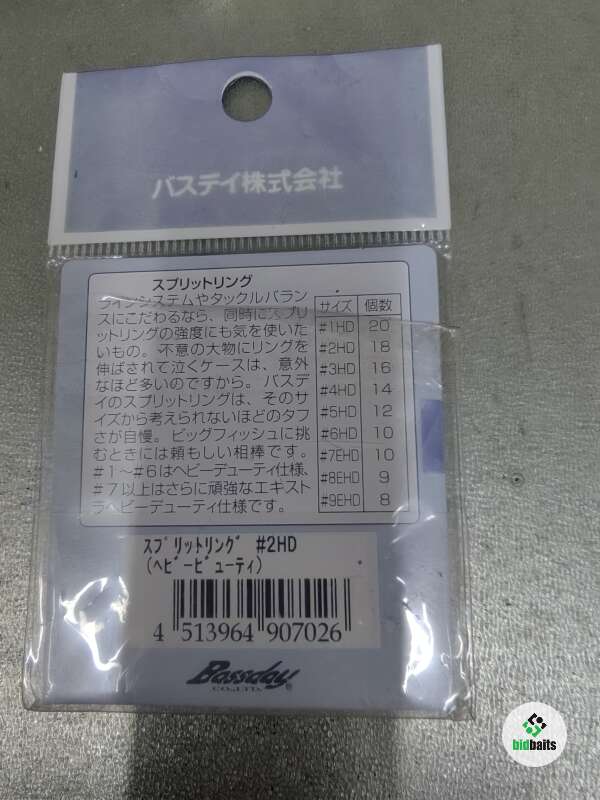 バスデイ株式会社
スプリットリング
ラインシステムやタックルバラン
スにこだわるなら、同時にスプリ
ットリングの強度にも気を使いた
いもの。不意の大物にリングを
伸ばされて泣くケースは、意外
なほど多いのですから。バスデ
イのスプリットリングは、そのサ
イズから考えられないほどのタフ
さが自慢。ビッグフィッシュに挑
むときには頼もしい相棒です。
#1〜#6はヘビーデューティ仕様、
#7以上はさらに頑強なエキスト
ラヘビーデューティ仕様です。
サイズ 個数
#1HD 20
#2HD 18
#3HD 16
#4HD 14
#5HD 12
#6HD 10
#7EHD 10
#8EHD 9
#9EHD 8
スプリットリング #2HD
(ヘビービューティ)
4 513964 907026
Bassday
CO.,LTD.
®
bidbaits